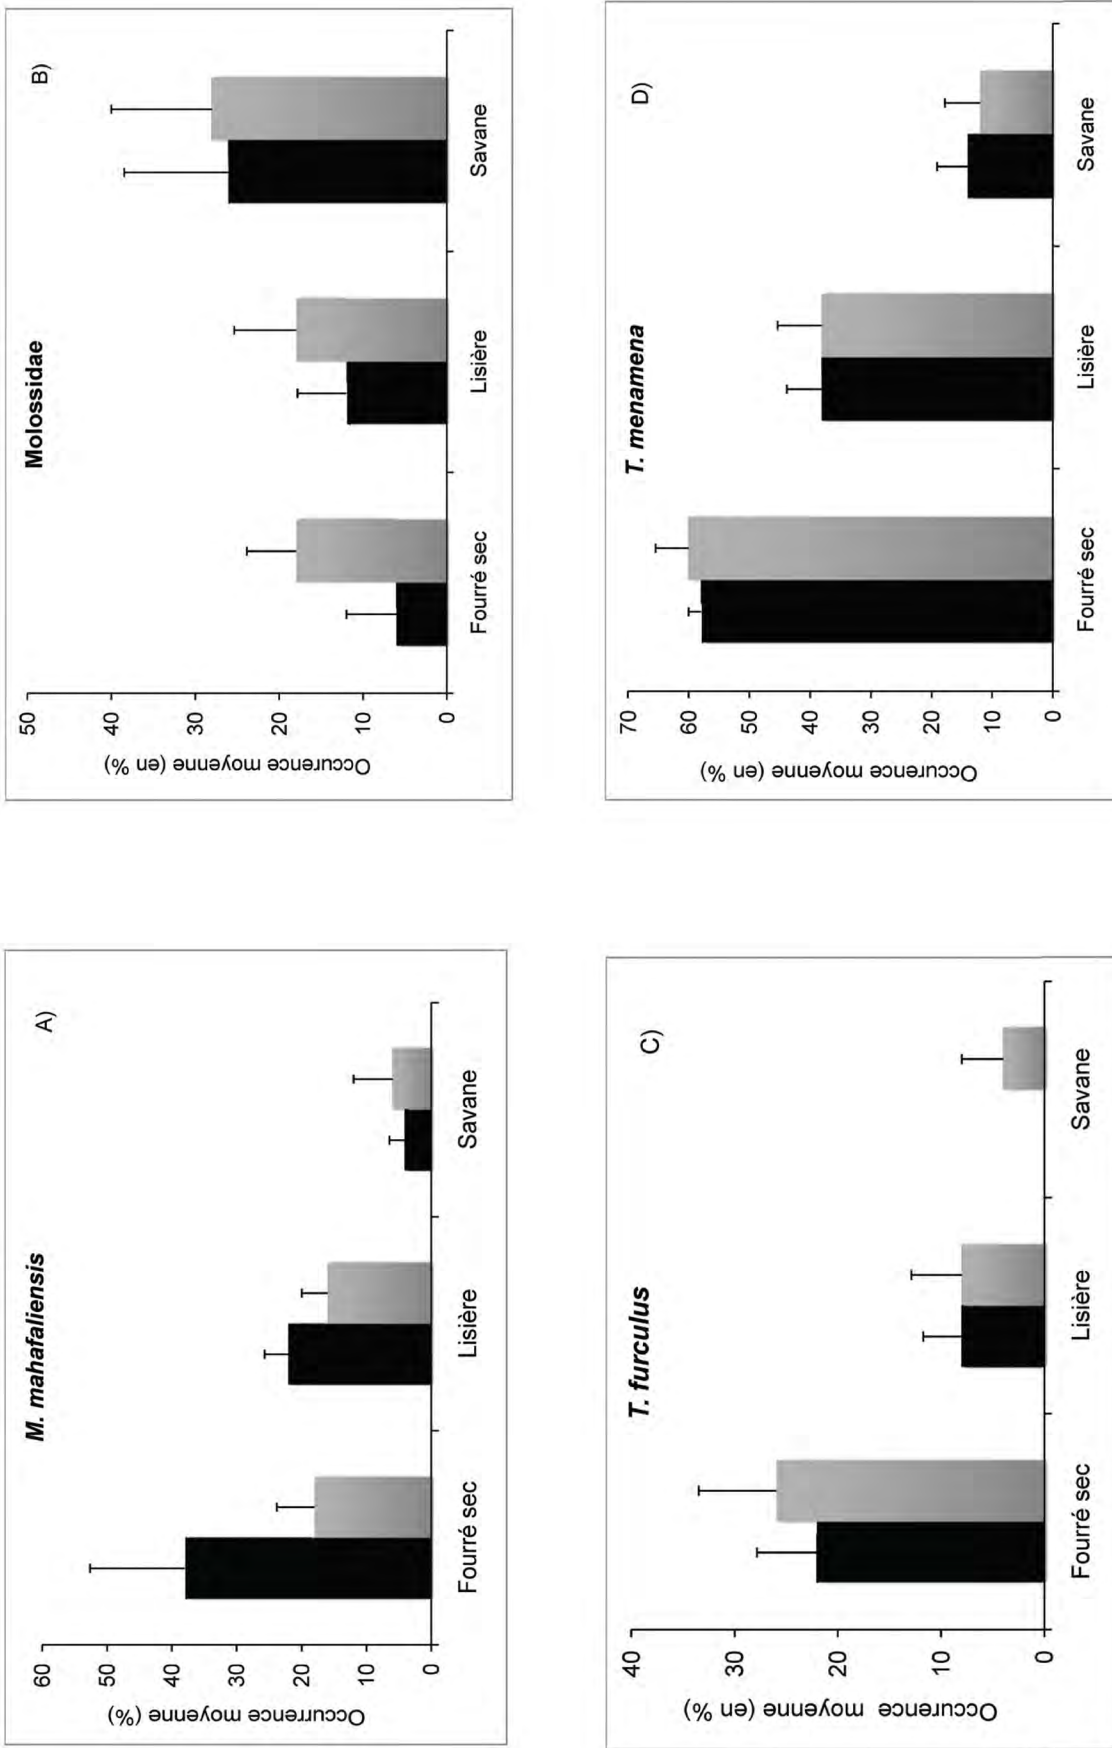 M. mahafaliensis
A)
Occurrence moyenne (%)
60
50
40
30
20
10
0
Fourré sec
Lisière
Savane
Molossidae
B)
Occurence moyenne (en %)
50
40
30
20
10
0
Fourré sec
Lisière
Savane
T. furculus
C)
Occurence moyenne (en %)
40
30
20
10
0
Fourré sec
Lisière
Savane
T. menamena
D)
Occurence moyenne (en %)
70
60
50
40
30
20
10
0
Fourré sec
Lisière
Savane